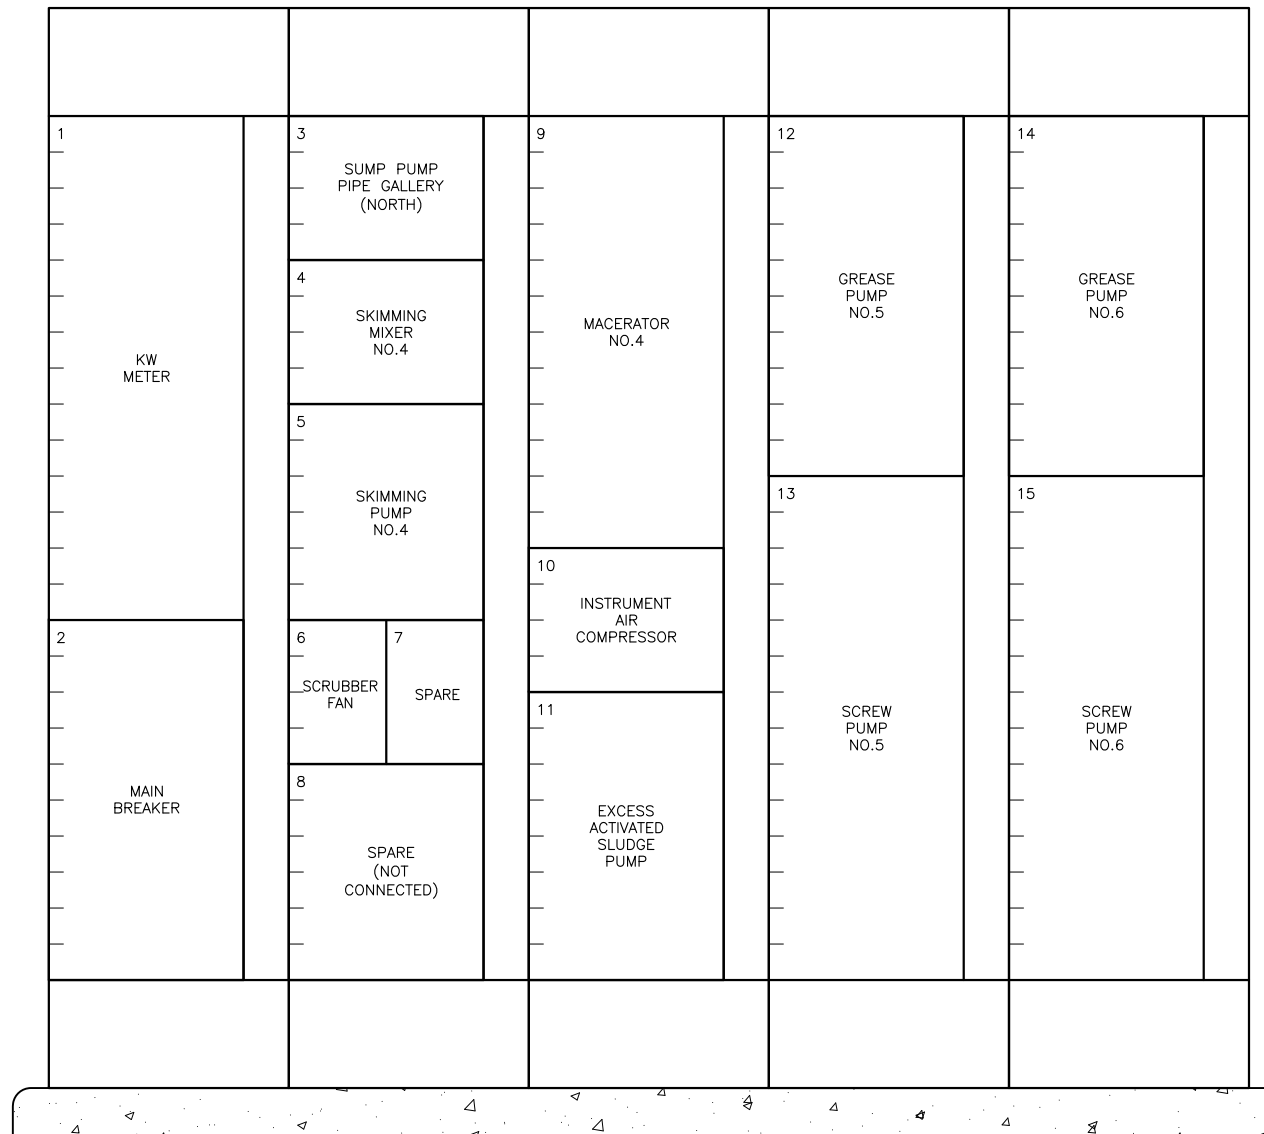 1
KW
METER
2
MAIN
BREAKER
3
SUMP PUMP
PIPE GALLERY
(NORTH)
4
SKIMMING
MIXER
NO.4
5
SKIMMING
PUMP
NO.4
6
SCRUBBER
FAN
7
SPARE
8
SPARE
(NOT
CONNECTED)
9
MACERATOR
NO.4
10
INSTRUMENT
AIR
COMPRESSOR
11
EXCESS
ACTIVATED
SLUDGE
PUMP
12
GREASE
PUMP
NO.5
13
SCREW
PUMP
NO.5
14
GREASE
PUMP
NO.6
15
SCREW
PUMP
NO.6